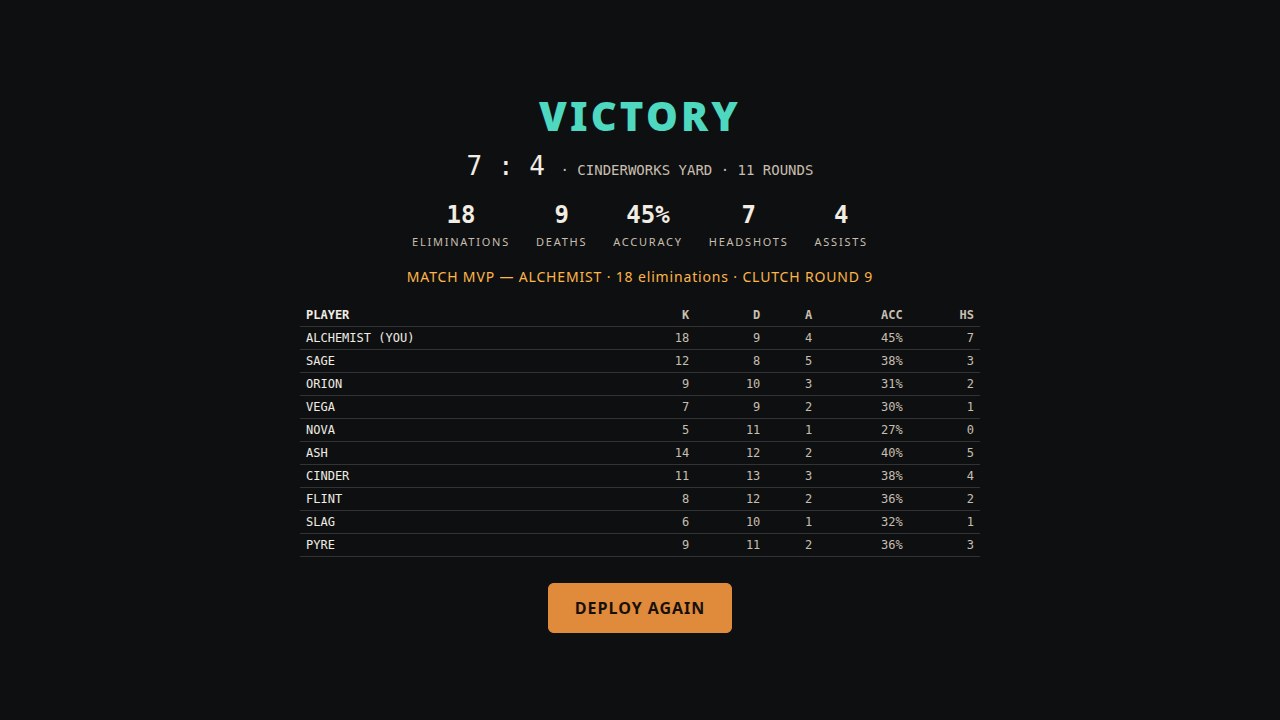 VICTORY
7 : 4 · CINDERWORKS YARD · 11 ROUNDS
18 9 45% 7 4
ELIMINATIONS DEATHS ACCURACY HEADSHOTS ASSISTS
MATCH MVP — ALCHEMIST · 18 eliminations · CLUTCH ROUND 9
PLAYER K D A ACC HS
ALCHEMIST (YOU) 18 9 4 45% 7
SAGE 12 8 5 38% 3
ORION 9 10 3 31% 2
VEGA 7 9 2 30% 1
NOVA 5 11 1 27% 0
ASH 14 12 2 40% 5
CINDER 11 13 3 38% 4
FLINT 8 12 2 36% 2
SLAG 6 10 1 32% 1
PYRE 9 11 2 36% 3
DEPLOY AGAIN